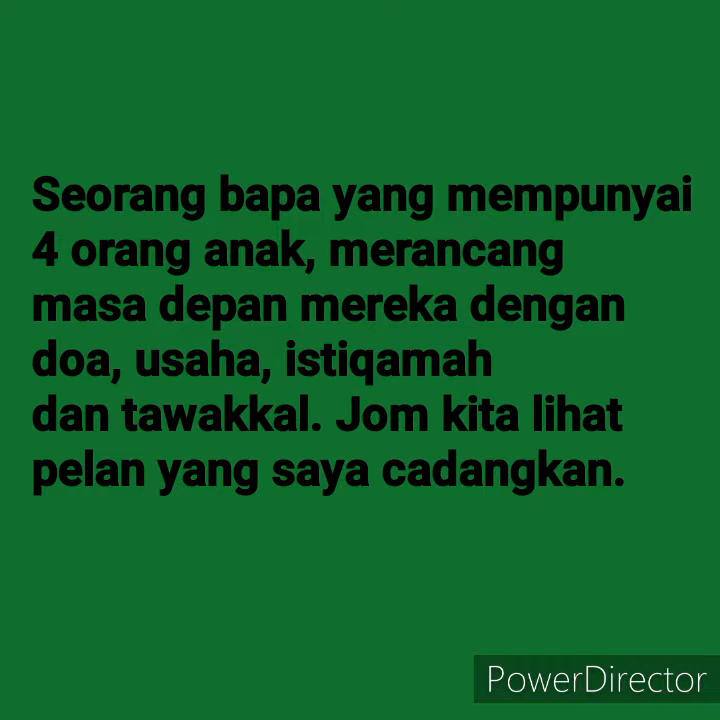 Seorang bapa yang mempunyai
4 orang anak, merancang
masa depan mereka dengan
doa, usaha, istiqamah
dan tawakkal. Jom kita lihat
pelan yang saya cadangkan.
PowerDirector